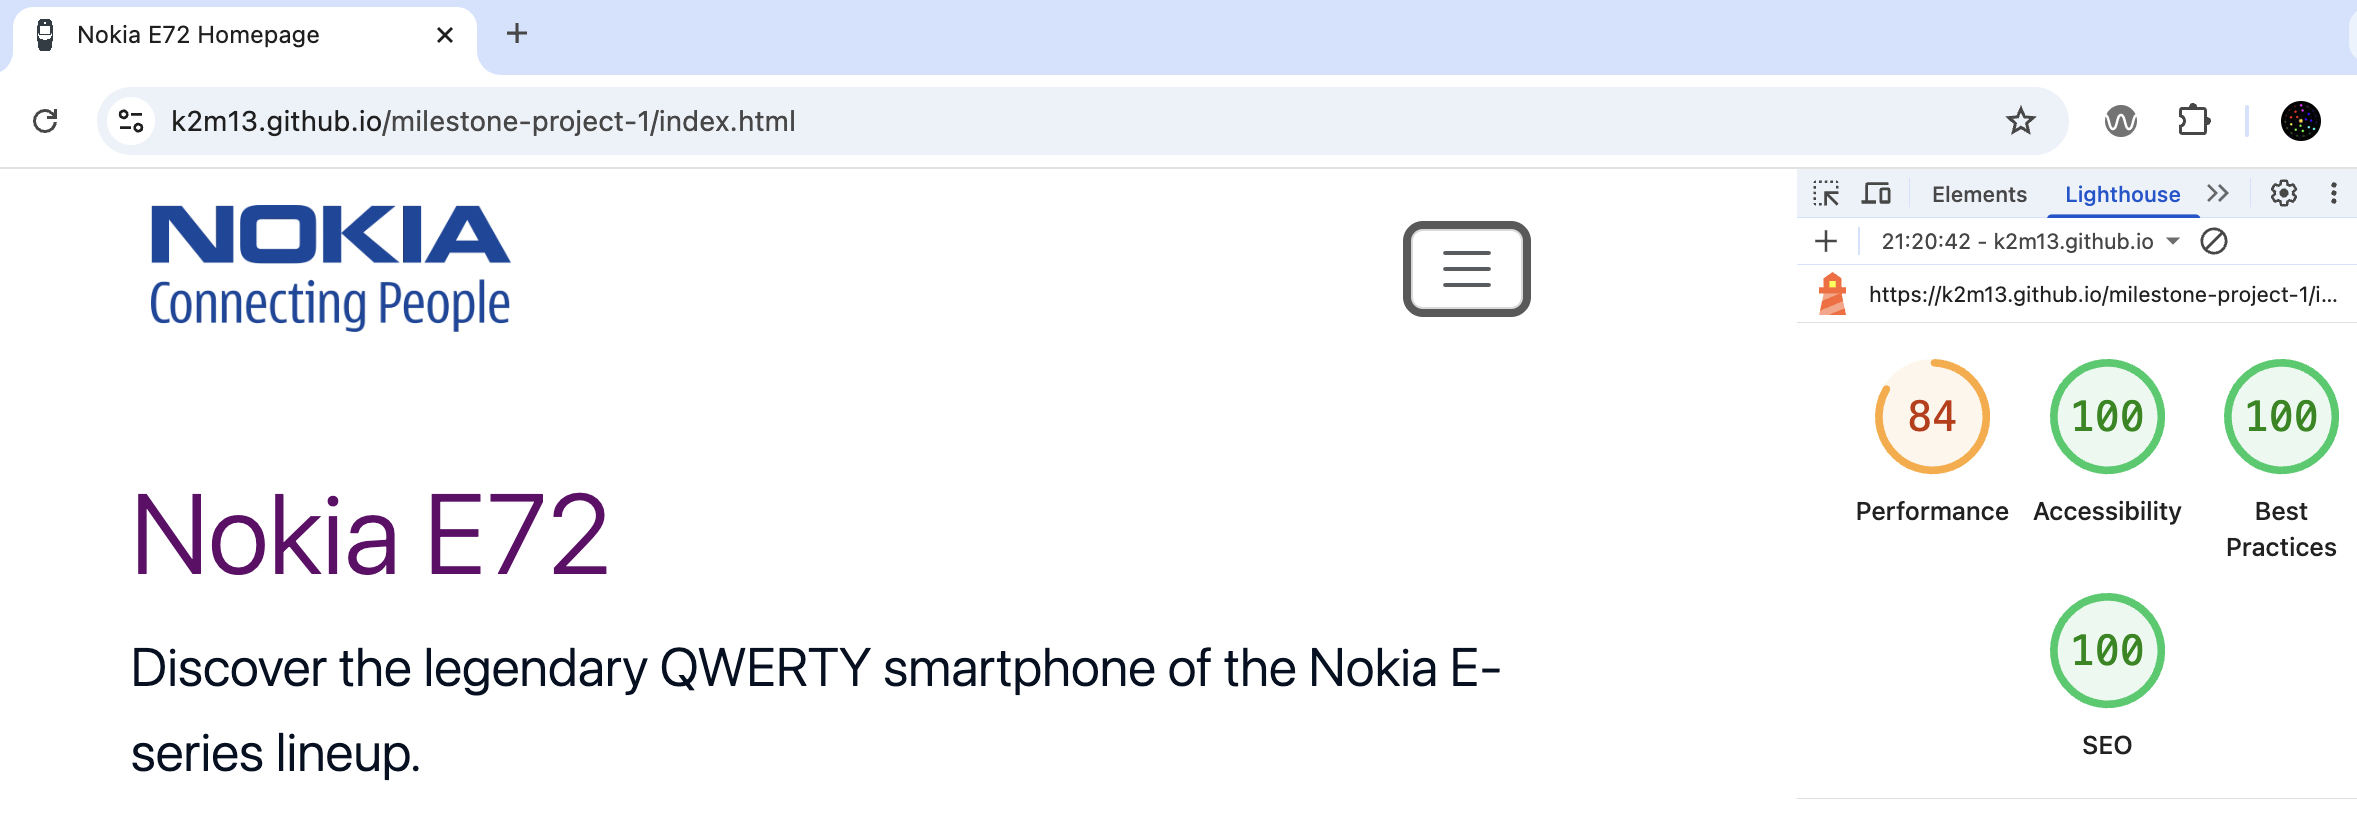 Nokia E72 Homepage
k2m13.github.io/milestone-project-1/index.html
NOKIA
Connecting People
Nokia E72
Discover the legendary QWERTY smartphone of the Nokia E-
series lineup.
Elements Lighthouse
21:20:42 - k2m13.github.io
https://k2m13.github.io/milestone-project-1/i...
84 100 100
Performance Accessibility Best
Practices
100
SEO